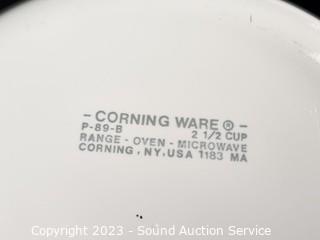 - CORNING WARE ® -
P-89-B 2 1/2 CUP
RANGE - OVEN - MICROWAVE
CORNING, NY, USA 1183 MA
Copyright 2023 - Sound Auction Service